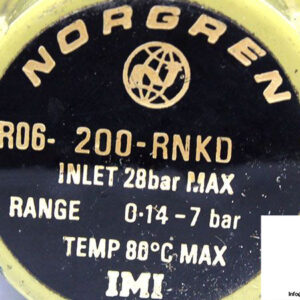 NORGREN
R06- 200-RNKD
INLET 28bar MAX
RANGE 0·14-7 bar
TEMP 80°C MAX
IMI